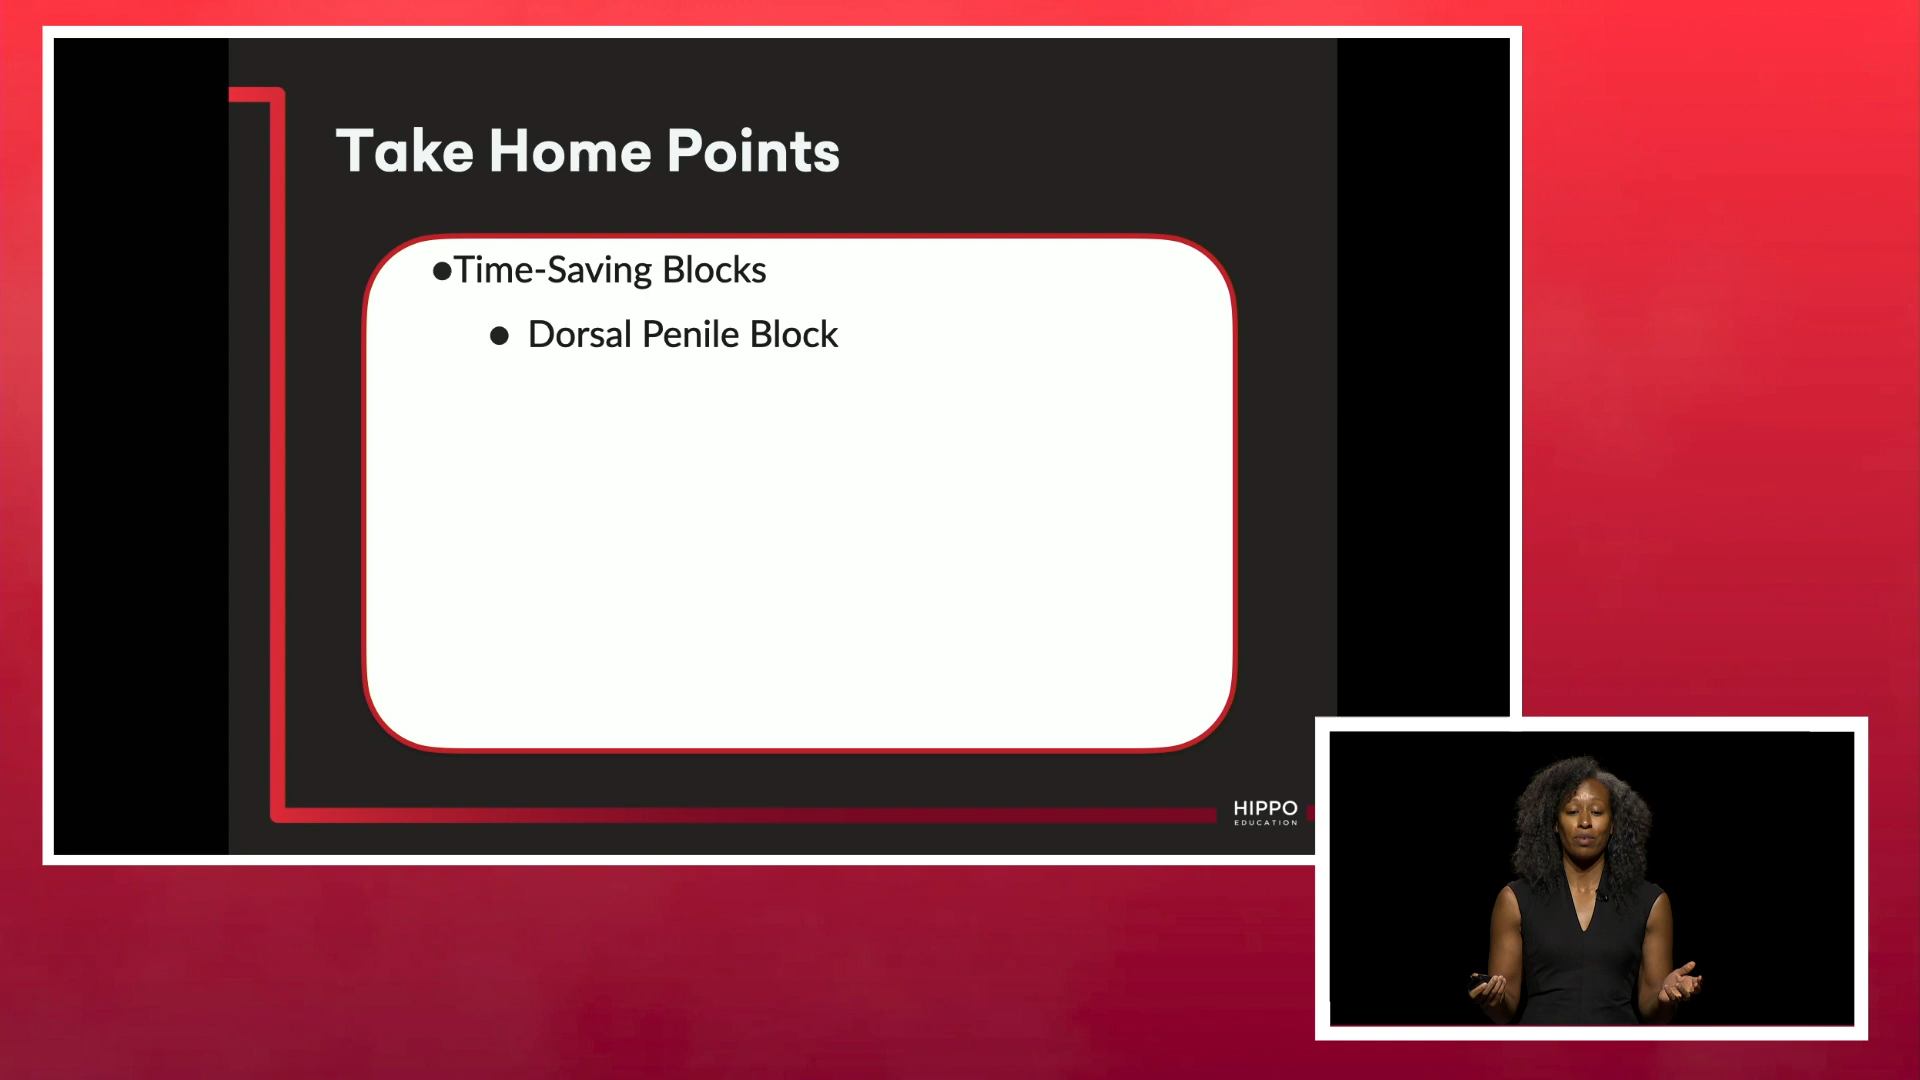 Take Home Points
●Time-Saving Blocks
● Dorsal Penile Block
HIPPO
EDUCATION